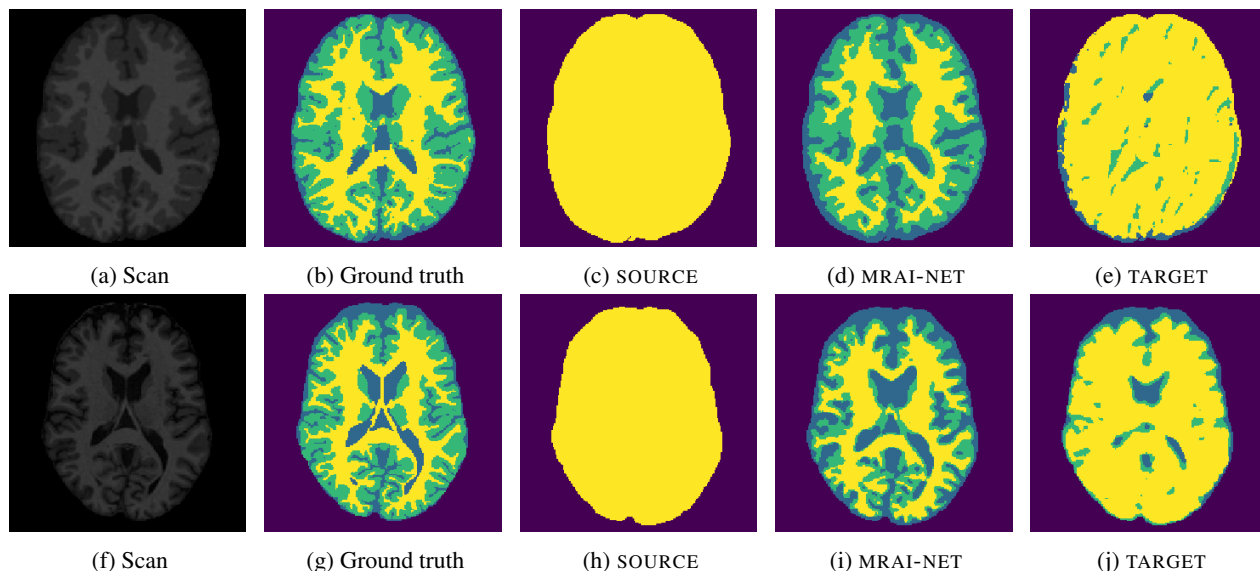 (a) Scan (b) Ground truth (c) SOURCE (d) MRAI-NET (e) TARGET
(f) Scan (g) Ground truth (h) SOURCE (i) MRAI-NET (j) TARGET